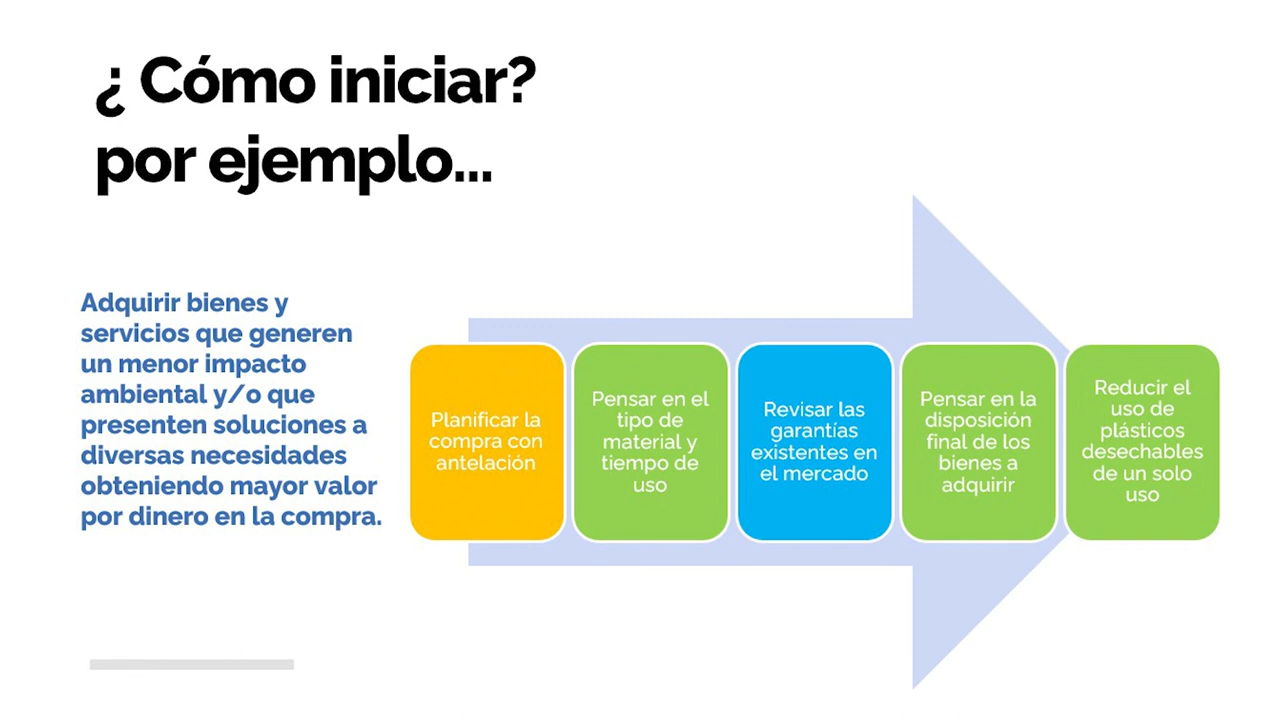 ¿ Cómo iniciar?
por ejemplo...
Adquirir bienes y
servicios que generen
un menor impacto
ambiental y/o que
presenten soluciones a
diversas necesidades
obteniendo mayor valor
por dinero en la compra.
Planificar la
compra con
antelación
Pensar en el
tipo de
material y
tiempo de
uso
Revisar las
garantías
existentes en
el mercado
Pensar en la
disposición
final de los
bienes a
adquirir
Reducir el
uso de
plásticos
desechables
de un solo
uso